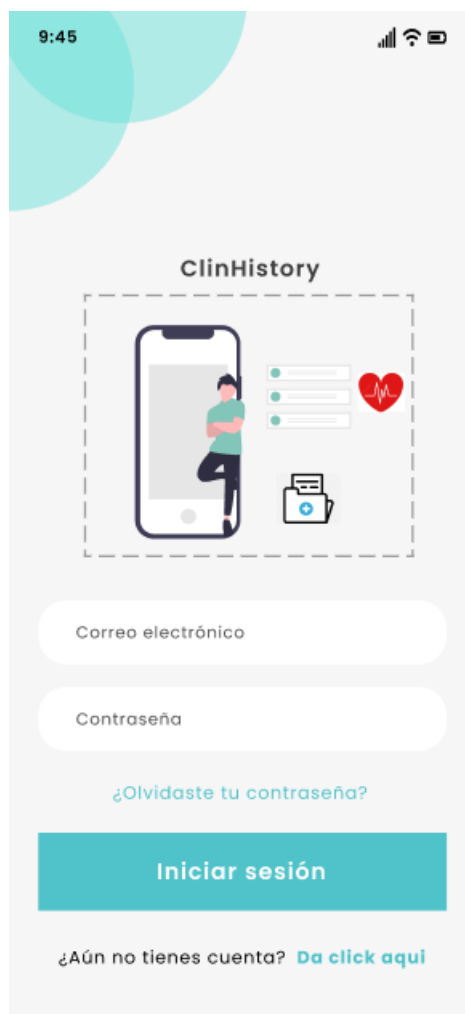 9:45
ClinHistory
Correo electrónico
Contraseña
¿Olvidaste tu contraseña?
Iniciar sesión
¿Aún no tienes cuenta? Da click aqui